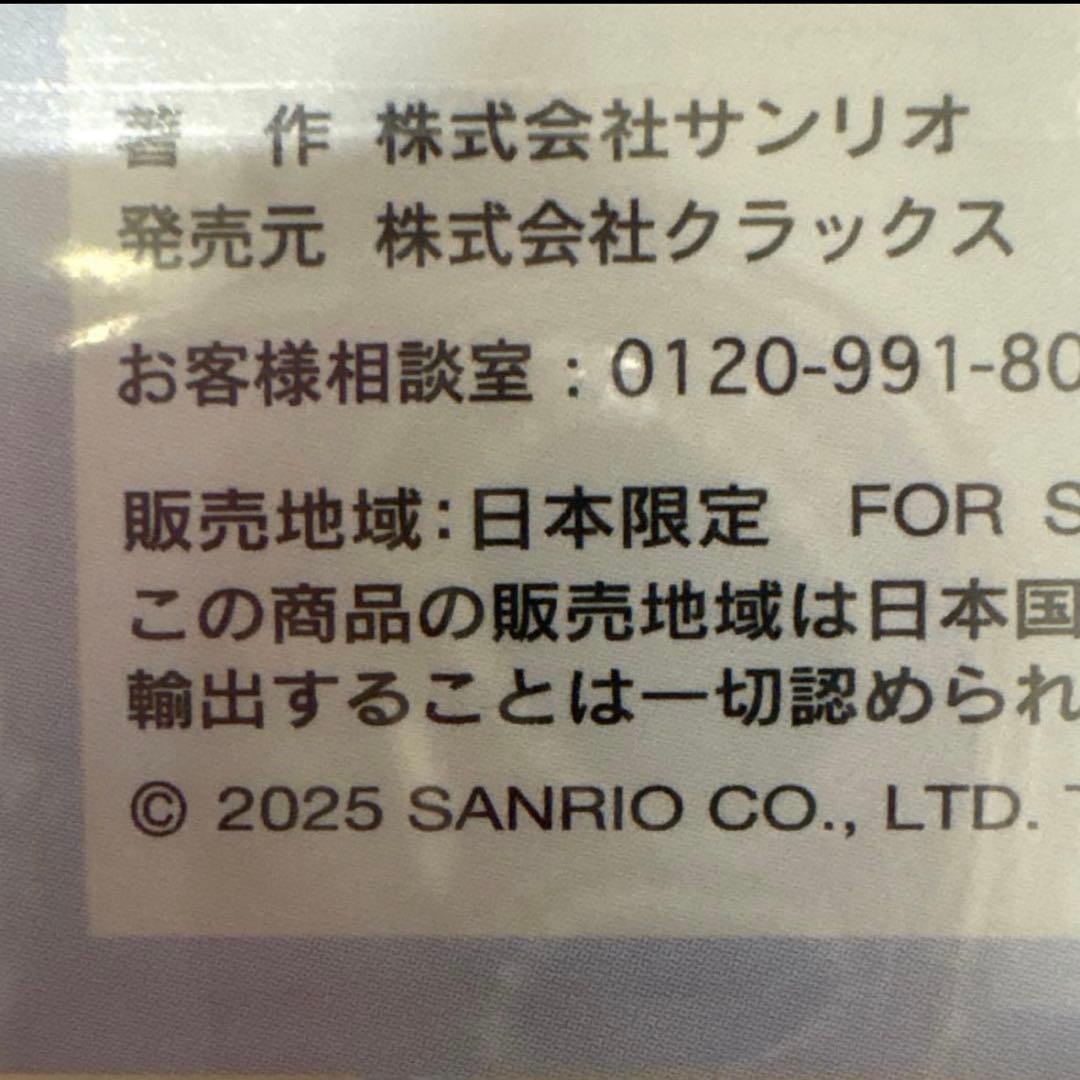 著　作 株式会社サンリオ
発売元 株式会社クラックス
お客様相談室：0120-991-80
販売地域：日本限定　FOR S
この商品の販売地域は日本国
輸出することは一切認められ
© 2025 SANRIO CO., LTD.